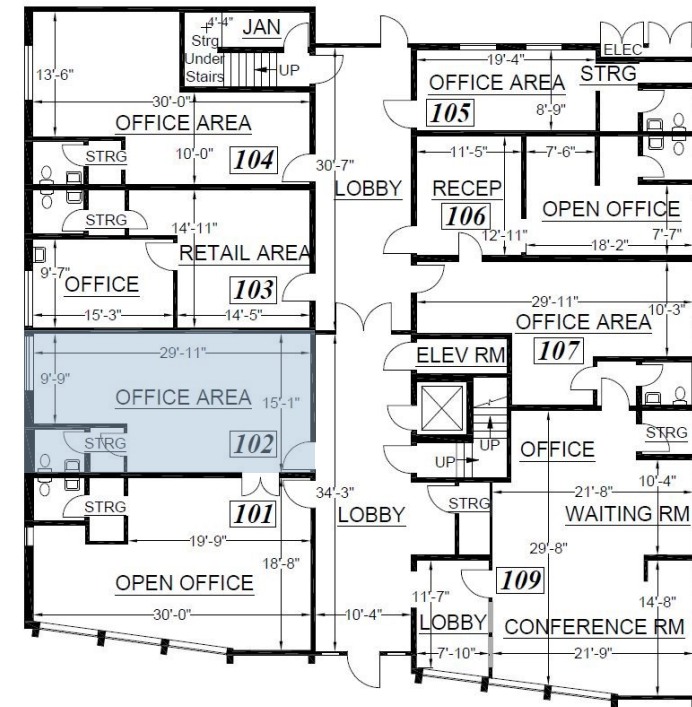 4'-4"
JAN
Strg
Under
Stairs
UP
13'-6"
30'-0"
OFFICE AREA
10'-0"
104
STRG
STRG
14'-11"
RETAIL AREA
9'-7"
OFFICE
103
15'-3"
14'-5"
29'-11"
9'-9"
OFFICE AREA
15'-1"
STRG
102
STRG
101
19'-9"
18'-8"
OPEN OFFICE
30'-0"
30'-7"
LOBBY
34'-3"
LOBBY
10'-4"
ELEC
19'-4"
STRG
OFFICE AREA
105
8'-9"
11'-5"
7'-6"
RECEP
106
OPEN OFFICE
12'-11"
7'-7"
18'-2"
29'-11"
10'-3"
OFFICE AREA
107
ELEV RM
UP
UP
STRG
OFFICE
STRG
10'-4"
21'-8"
WAITING RM
29'-8"
109
11'-7"
LOBBY
7'-10"
14'-8"
CONFERENCE RM
21'-9"